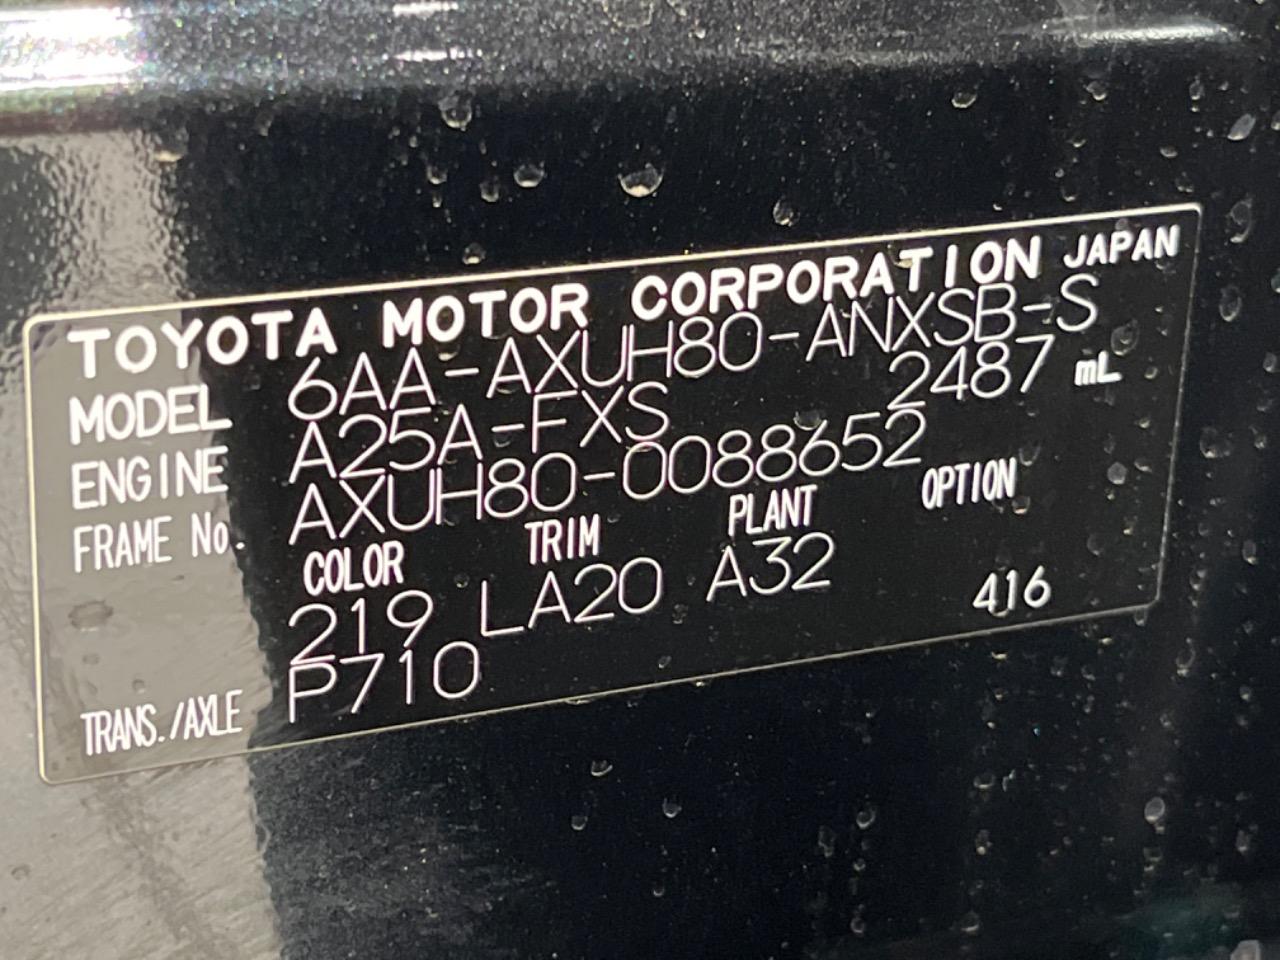 TOYOTA MOTOR CORPORATION JAPAN
MODEL 6AA-AXUH80-ANXSB-S
ENGINE A25A-FXS 2487 mL
FRAME No. AXUH80-0088652
COLOR TRIM PLANT OPTION
219 LA20 A32 416
TRANS./AXLE P710